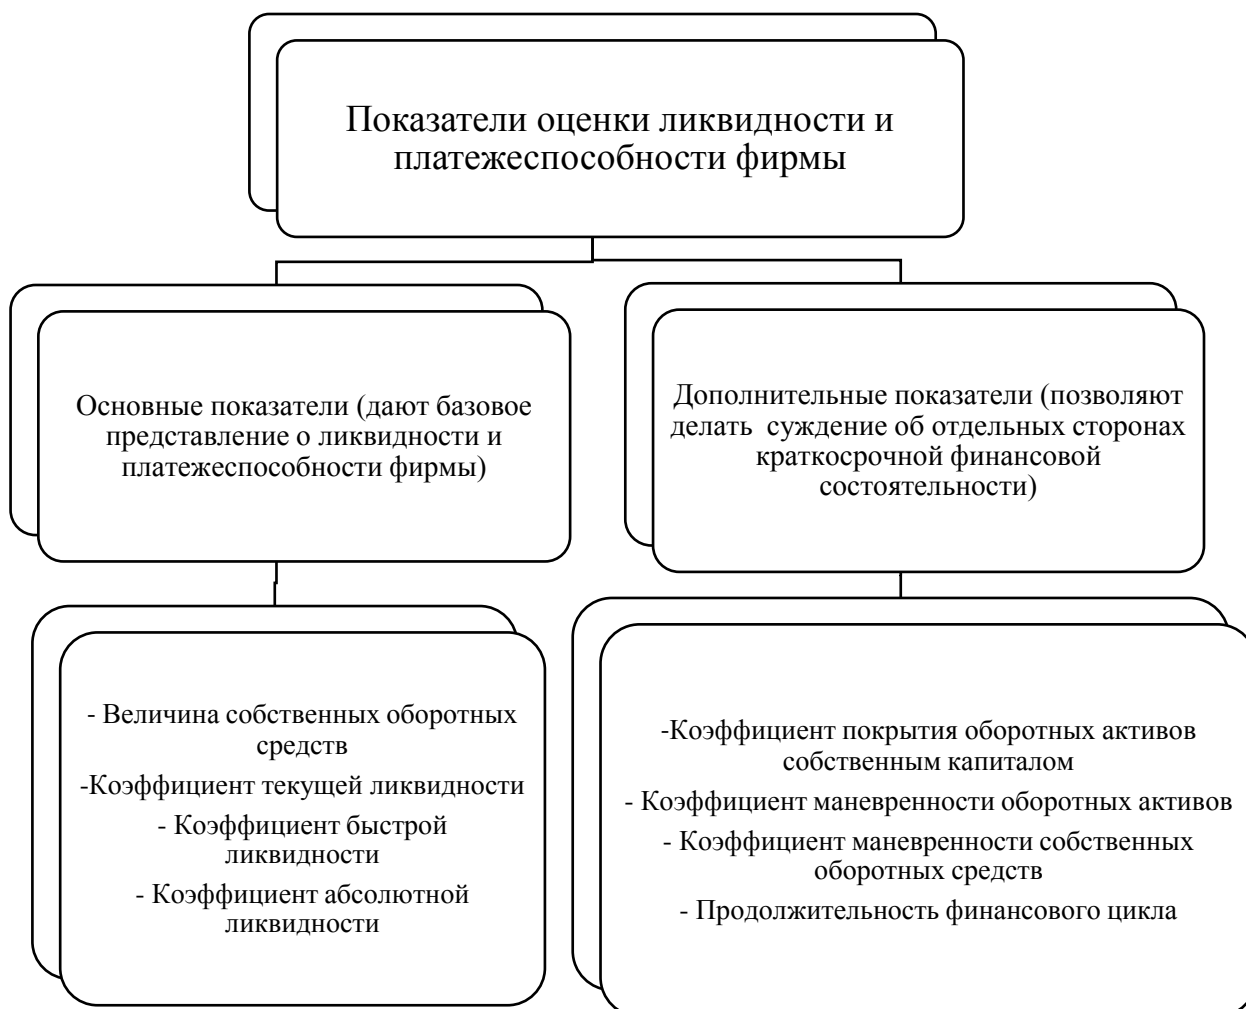 Показатели оценки ликвидности и
платежеспособности фирмы
Основные показатели (дают базовое
представление о ликвидности и
платежеспособности фирмы)
Дополнительные показатели (позволяют
делать  суждение об отдельных сторонах
краткосрочной финансовой
состоятельности)
- Величина собственных оборотных
средств
-Коэффициент текущей ликвидности
- Коэффициент быстрой
ликвидности
- Коэффициент абсолютной
ликвидности
-Коэффициент покрытия оборотных активов
собственным капиталом
- Коэффициент маневренности оборотных активов
- Коэффициент маневренности собственных
оборотных средств
- Продолжительность финансового цикла